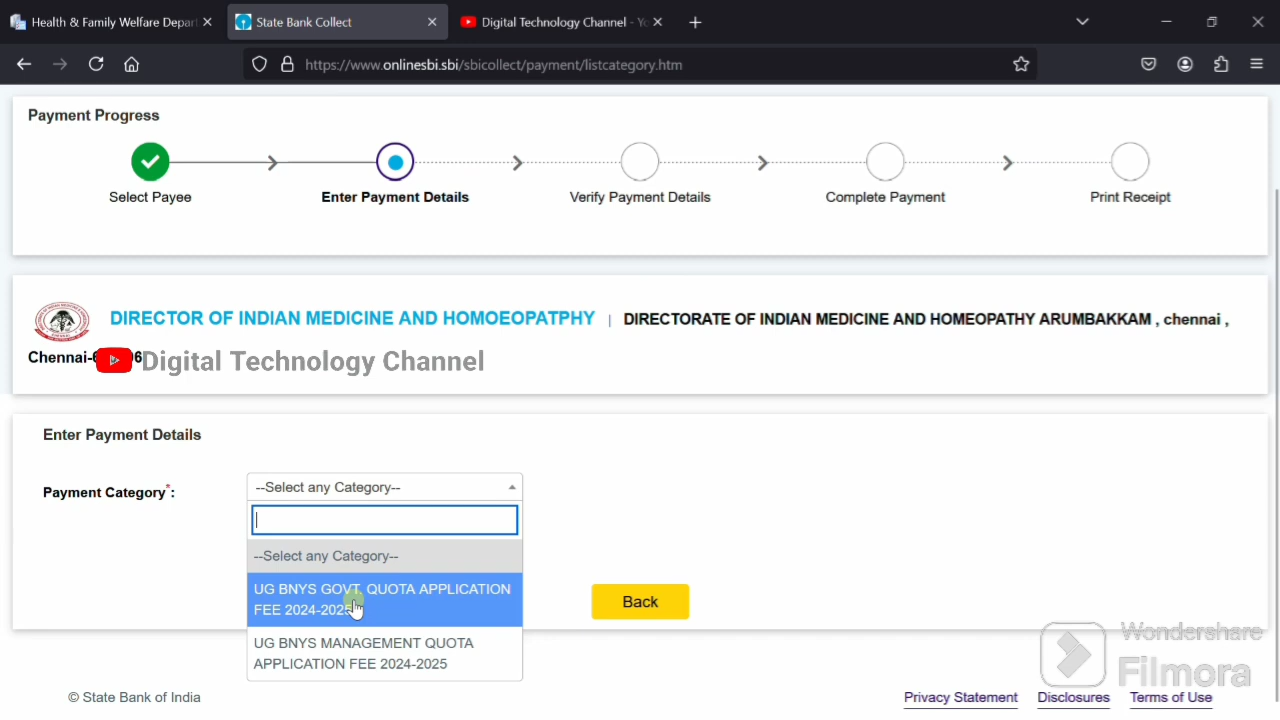 Health & Family Welfare Depar
State Bank Collect
Digital Technology Channel - Yo
https://www.onlinesbi.sbi/sbicollect/payment/listcategory.htm
Payment Progress
Select Payee
Enter Payment Details
Verify Payment Details
Complete Payment
Print Receipt
DIRECTOR OF INDIAN MEDICINE AND HOMOEOPATPHY | DIRECTORATE OF INDIAN MEDICINE AND HOMEOPATHY ARUMBAKKAM , chennai ,
Chennai-6
Digital Technology Channel
Enter Payment Details
Payment Category*:
--Select any Category--
--Select any Category--
UG BNYS GOVT. QUOTA APPLICATION
FEE 2024-2025
Back
UG BNYS MANAGEMENT QUOTA
APPLICATION FEE 2024-2025
Wondershare
Filmora
© State Bank of India
Privacy Statement
Disclosures
Terms of Use